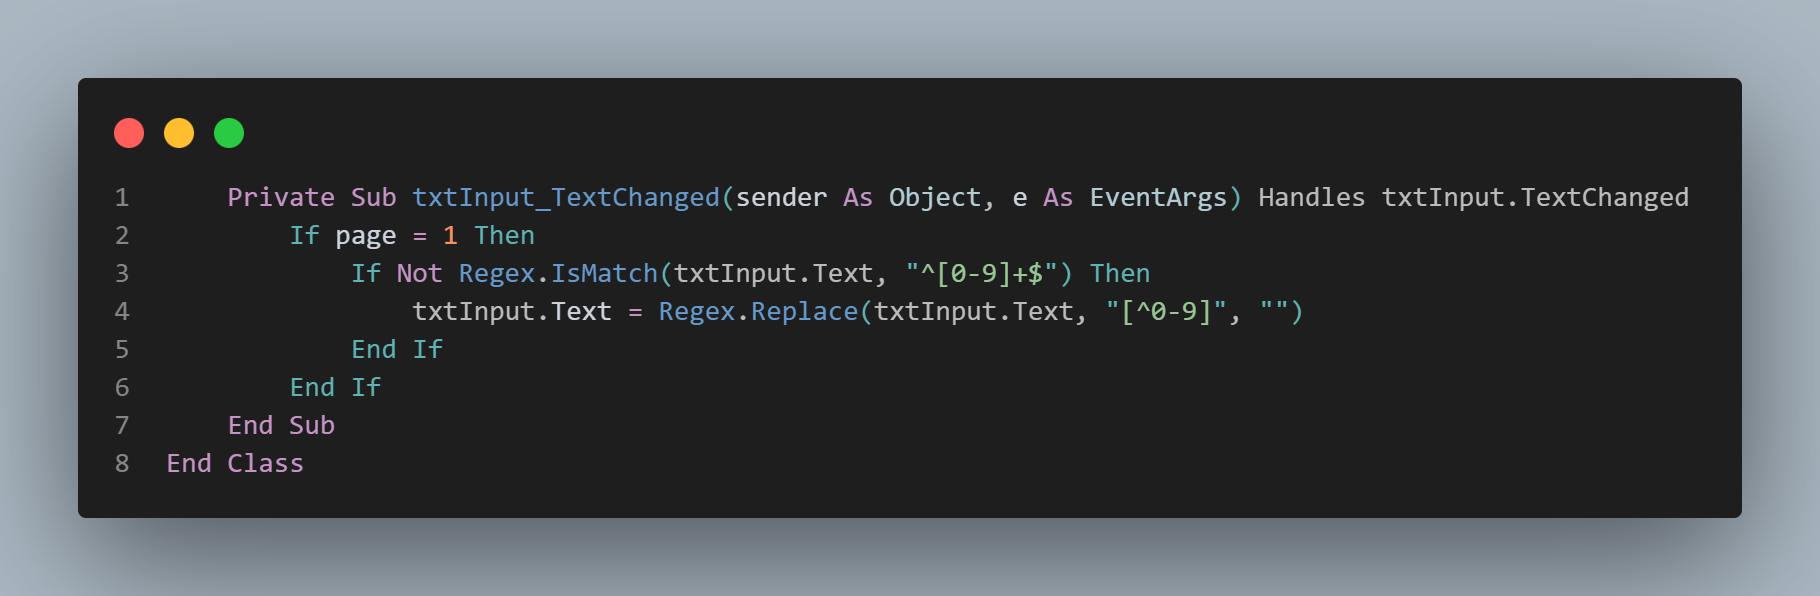 1 Private Sub txtInput_TextChanged(sender As Object, e As EventArgs) Handles txtInput.TextChanged
2 If page = 1 Then
3 If Not Regex.IsMatch(txtInput.Text, "^[0-9]+$") Then
4 txtInput.Text = Regex.Replace(txtInput.Text, "[^0-9]", "")
5 End If
6 End If
7 End Sub
8 End Class